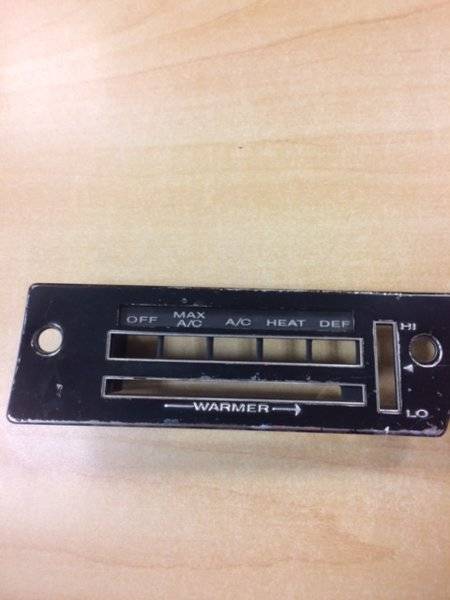 OFF MAX A/C A/C HEAT DEF
HI
WARMER
LO